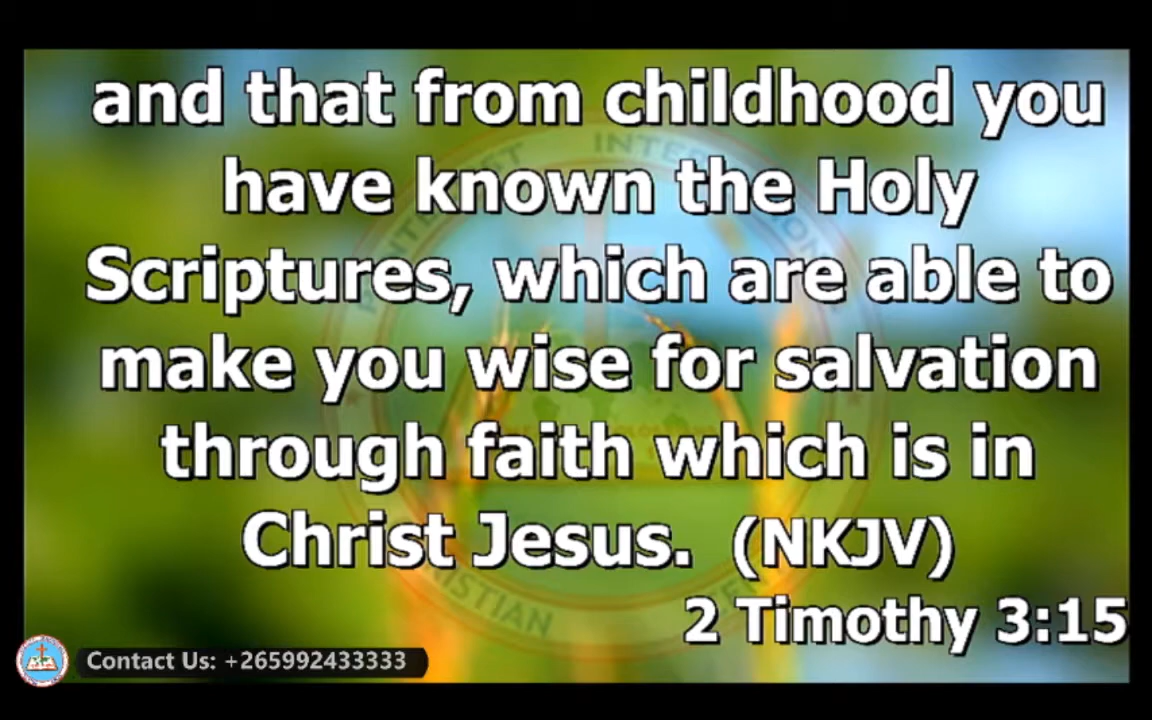 and that from childhood you
have known the Holy
Scriptures, which are able to
make you wise for salvation
through faith which is in
Christ Jesus. (NKJV)
2 Timothy 3:15
Contact Us: +265992433333